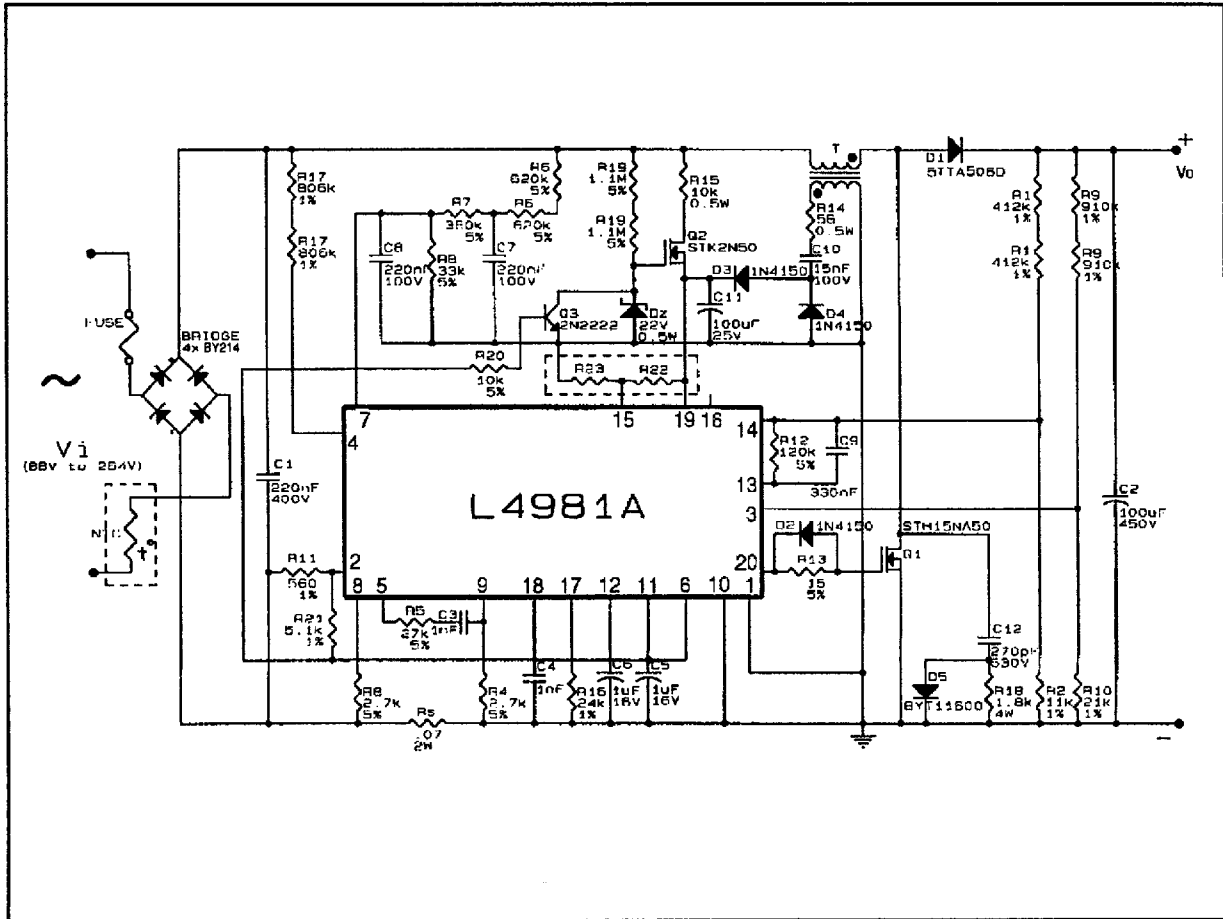 T
+
Vo
D1
STTA506D
R17
806k
1%
R17
806k
1%
R6
620k
5%
R19
1.1M
5%
R19
1.1M
5%
R15
10k
0.5W
R14
56
0.5W
R1
412k
1%
R1
412k
1%
R9
910k
1%
R9
910k
1%
R7
360k
5%
R6
620k
5%
C8
220nF
100V
R8
33k
5%
C7
220nF
100V
Q2
STK2N50
C10
15nF
100V
D3
1N4150
C11
100uF
25V
D4
1N4150
Q3
2N2222
Dz
22V
0.5W
FUSE
BRIDGE
4x BY214
~
Vi
(88V to 264V)
NTC
t°
R20
10k
5%
R23
R22
7
15
19
16
4
14
R12
120k
5%
C9
330nF
13
3
C1
220nF
400V
L4981A
C2
100uF
450V
D2
1N4150
STH15NA50
Q1
20
R13
15
5%
2
R11
560
1%
R21
5.1k
1%
8
5
9
18
17
12
11
6
10
1
R5
27k
5%
C3
1nF
C4
1nF
C6
1uF
16V
C5
1uF
16V
R16
24k
1%
R4
2.7k
5%
2.7k
5%
Rs
.07
2W
C12
270pF
630V
D5
BYT11600
R18
1.8k
4W
R2
11k
1%
R10
21k
1%
-